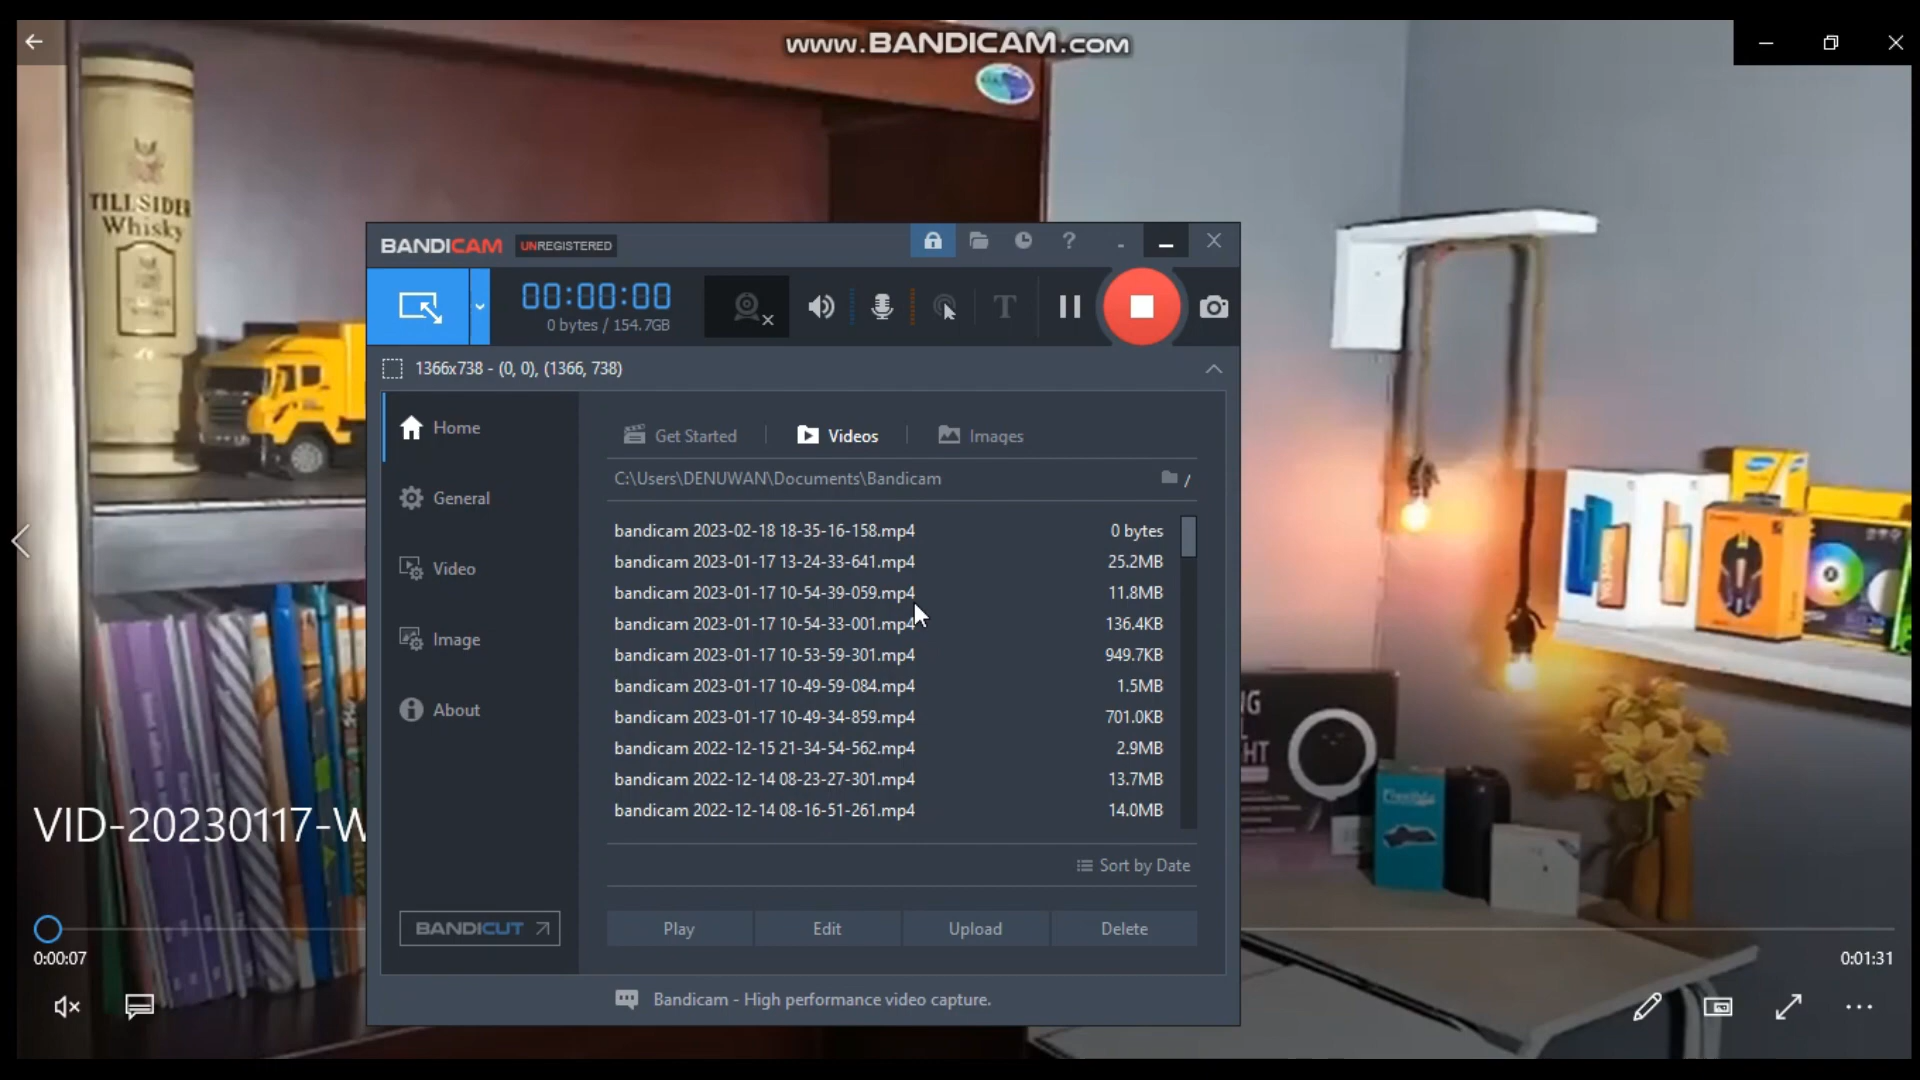 www.BANDICAM.com
TILLSIDER
Whisky
BANDICAM UNREGISTERED
?
00:00:00
0 bytes / 154.7GB
T
1366x738 - (0, 0), (1366, 738)
Home
General
Video
Image
About
BANDICUT
Get Started
Videos
Images
C:\Users\DENUWAN\Documents\Bandicam
/
bandicam 2023-02-18 18-35-16-158.mp4 0 bytes
bandicam 2023-01-17 13-24-33-641.mp4 25.2MB
bandicam 2023-01-17 10-54-39-059.mp4 11.8MB
bandicam 2023-01-17 10-54-33-001.mp4 136.4KB
bandicam 2023-01-17 10-53-59-301.mp4 949.7KB
bandicam 2023-01-17 10-49-59-084.mp4 1.5MB
bandicam 2023-01-17 10-49-34-859.mp4 701.0KB
bandicam 2022-12-15 21-34-54-562.mp4 2.9MB
bandicam 2022-12-14 08-23-27-301.mp4 13.7MB
bandicam 2022-12-14 08-16-51-261.mp4 14.0MB
Sort by Date
Play
Edit
Upload
Delete
Bandicam - High performance video capture.
VID-20230117-W
0:00:07
0:01:31